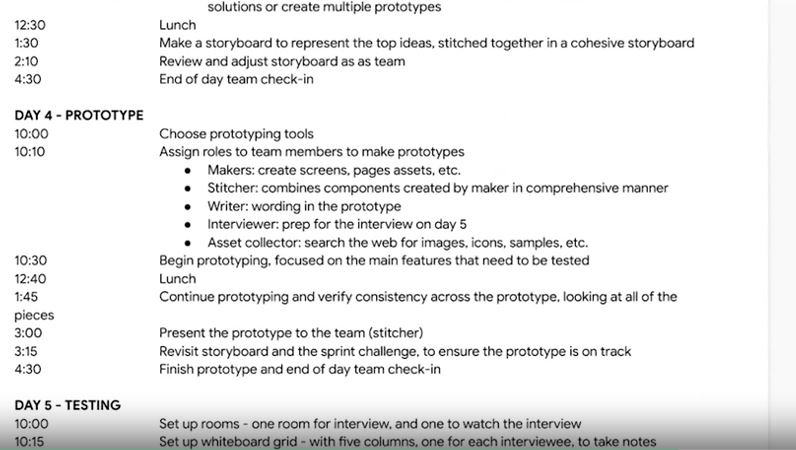 solutions or create multiple prototypes
12:30 Lunch
1:30 Make a storyboard to represent the top ideas, stitched together in a cohesive storyboard
2:10 Review and adjust storyboard as as team
4:30 End of day team check-in
DAY 4 - PROTOTYPE
10:00 Choose prototyping tools
10:10 Assign roles to team members to make prototypes
● Makers: create screens, pages assets, etc.
● Stitcher: combines components created by maker in comprehensive manner
● Writer: wording in the prototype
● Interviewer: prep for the interview on day 5
● Asset collector: search the web for images, icons, samples, etc.
10:30 Begin prototyping, focused on the main features that need to be tested
12:40 Lunch
1:45 Continue prototyping and verify consistency across the prototype, looking at all of the
pieces
3:00 Present the prototype to the team (stitcher)
3:15 Revisit storyboard and the sprint challenge, to ensure the prototype is on track
4:30 Finish prototype and end of day team check-in
DAY 5 - TESTING
10:00 Set up rooms - one room for interview, and one to watch the interview
10:15 Set up whiteboard grid - with five columns, one for each interviewee, to take notes